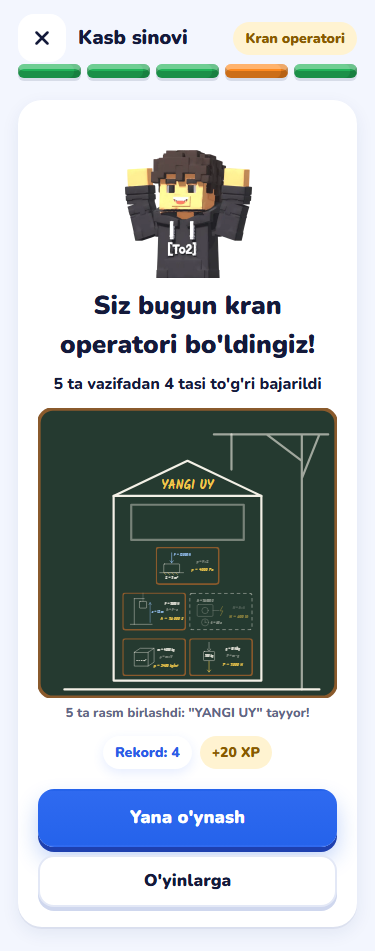 Kasb sinovi
Kran operatori
[To2]
Siz bugun kran
operatori bo'ldingiz!
5 ta vazifadan 4 tasi to'g'ri bajarildi
YANGI UY
5 ta rasm birlashdi: "YANGI UY" tayyor!
Rekord: 4
+20 XP
Yana o'ynash
O'yinlarga